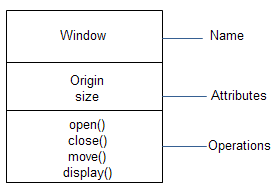 Window
Name
Origin
size
Attributes
open()
close()
move()
display()
Operations